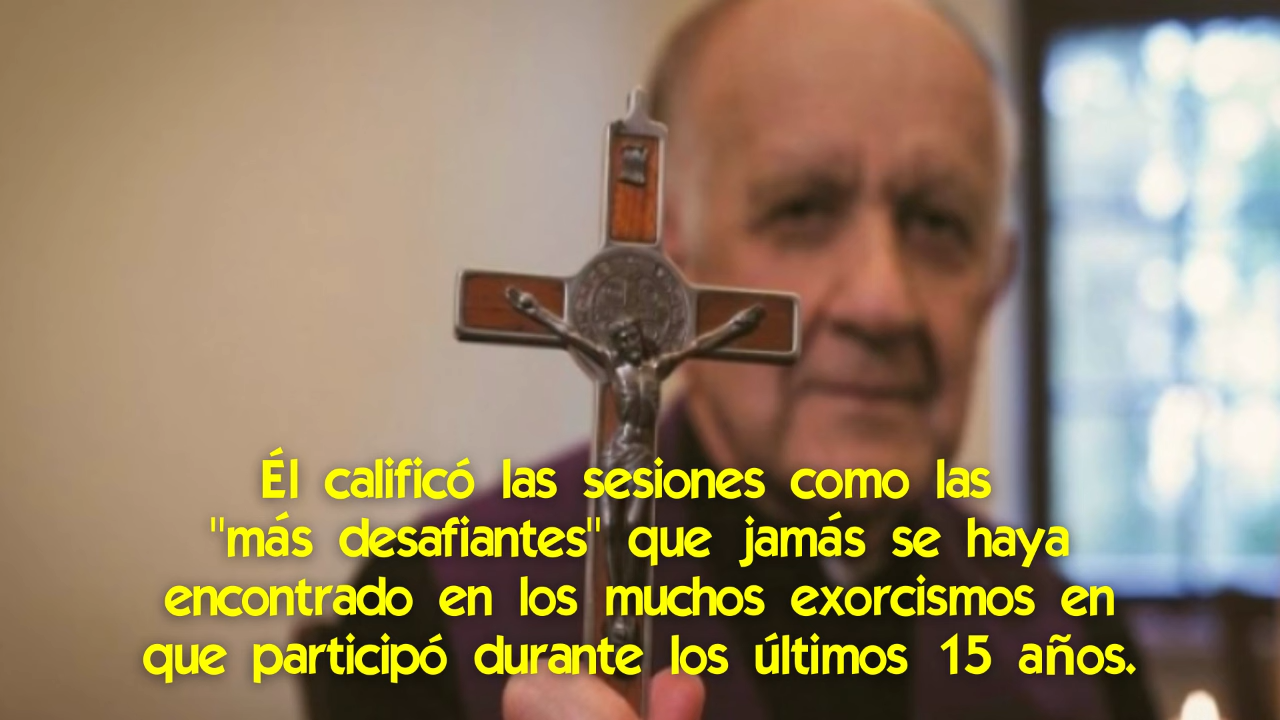 Él calificó las sesiones como las
"más desafiantes" que jamás se haya
encontrado en los muchos exorcismos en
que participó durante los últimos 15 años.